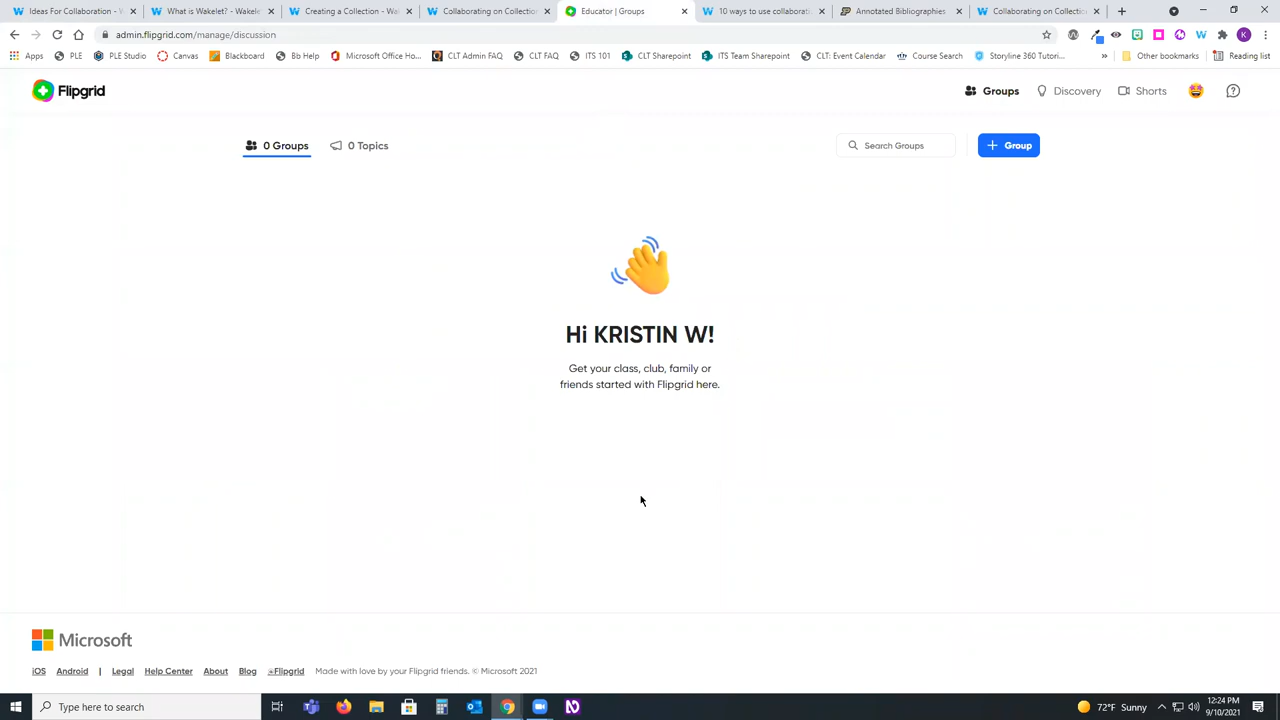 Ideas For Collection - W
What is Wakelet? - Wakele
Creating a Collection - Wa
Collaborating on Collection
Educator | Groups
10 ways to use collaborati
Annotated Bibliographies
Collaborating on Collectio
admin.flipgrid.com/manage/discussion
Apps
PLE
PLE Studio
Canvas
Blackboard
Bb Help
Microsoft Office Ho...
CLT Admin FAQ
CLT FAQ
ITS 101
CLT Sharepoint
ITS Team Sharepoint
CLT: Event Calendar
Course Search
Storyline 360 Tutori...
Other bookmarks
Reading list
Flipgrid
Groups
Discovery
Shorts
0 Groups
0 Topics
Search Groups
Group
Hi KRISTIN W!
Get your class, club, family or
friends started with Flipgrid here.
Microsoft
iOS Android | Legal Help Center About Blog #Flipgrid Made with love by your Flipgrid friends. © Microsoft 2021
Type here to search
72°F Sunny
12:24 PM
9/10/2021